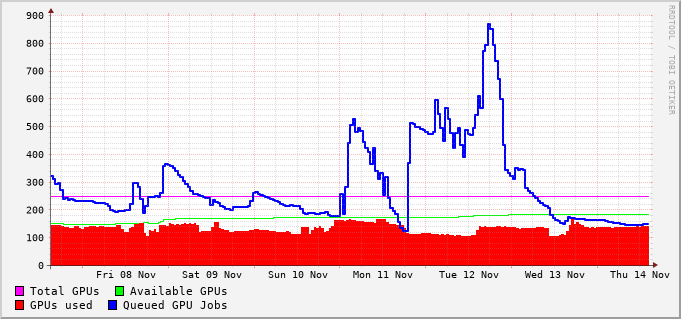 900
800
700
600
500
400
300
200
100
0
Fri 08 Nov Sat 09 Nov Sun 10 Nov Mon 11 Nov Tue 12 Nov Wed 13 Nov Thu 14 Nov
Total GPUs Available GPUs
GPUs used Queued GPU Jobs
RRDTOOL / TOBI OETIKER